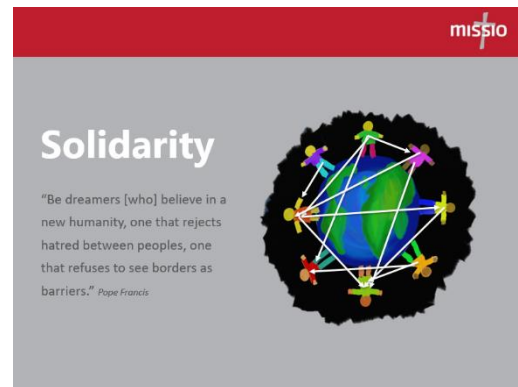 missio
Solidarity
“Be dreamers [who] believe in a
new humanity, one that rejects
hatred between peoples, one
that refuses to see borders as
barriers.” Pope Francis